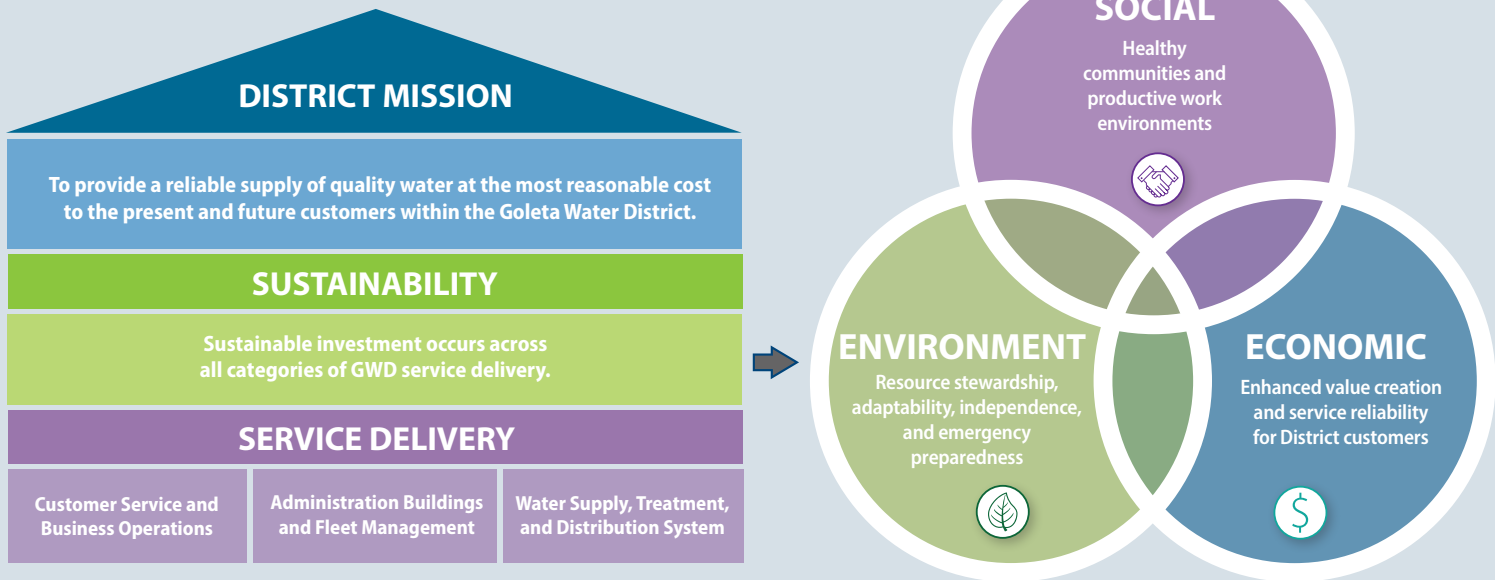 DISTRICT MISSION
To provide a reliable supply of quality water at the most reasonable cost
to the present and future customers within the Goleta Water District.
SUSTAINABILITY
Sustainable investment occurs across
all categories of GWD service delivery.
SERVICE DELIVERY
Customer Service and
Business Operations
Administration Buildings
and Fleet Management
Water Supply, Treatment,
and Distribution System
SOCIAL
Healthy
communities and
productive work
environments
ENVIRONMENT
Resource stewardship,
adaptability, independence,
and emergency
preparedness
ECONOMIC
Enhanced value creation
and service reliability
for District customers
$